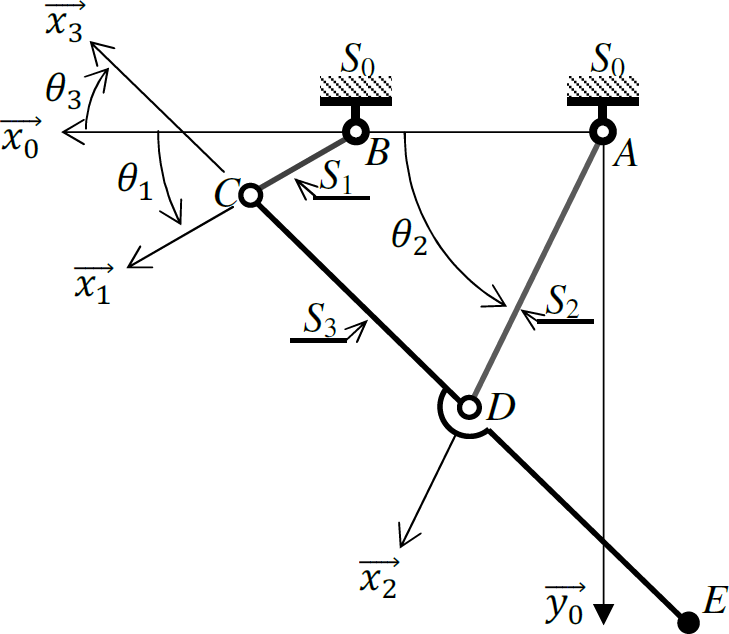 x₃
S₀ S₀
θ₃
x₀
B A
θ₁ C S₁
θ₂
x₁
S₃ S₂
D
x₂ y₀ E